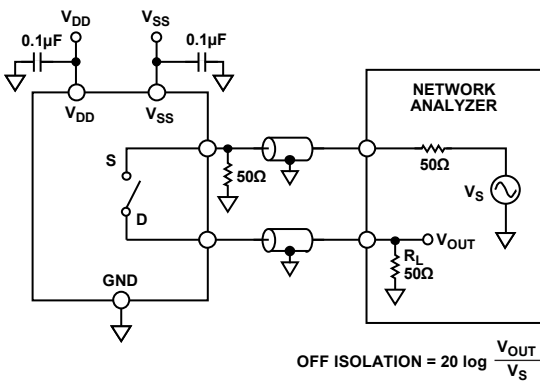 VDD
VSS
0.1µF
0.1µF
VDD
VSS
NETWORK
ANALYZER
S
50Ω
50Ω
VS
D
VOUT
RL
50Ω
GND
OFF ISOLATION = 20 log VOUT
VS